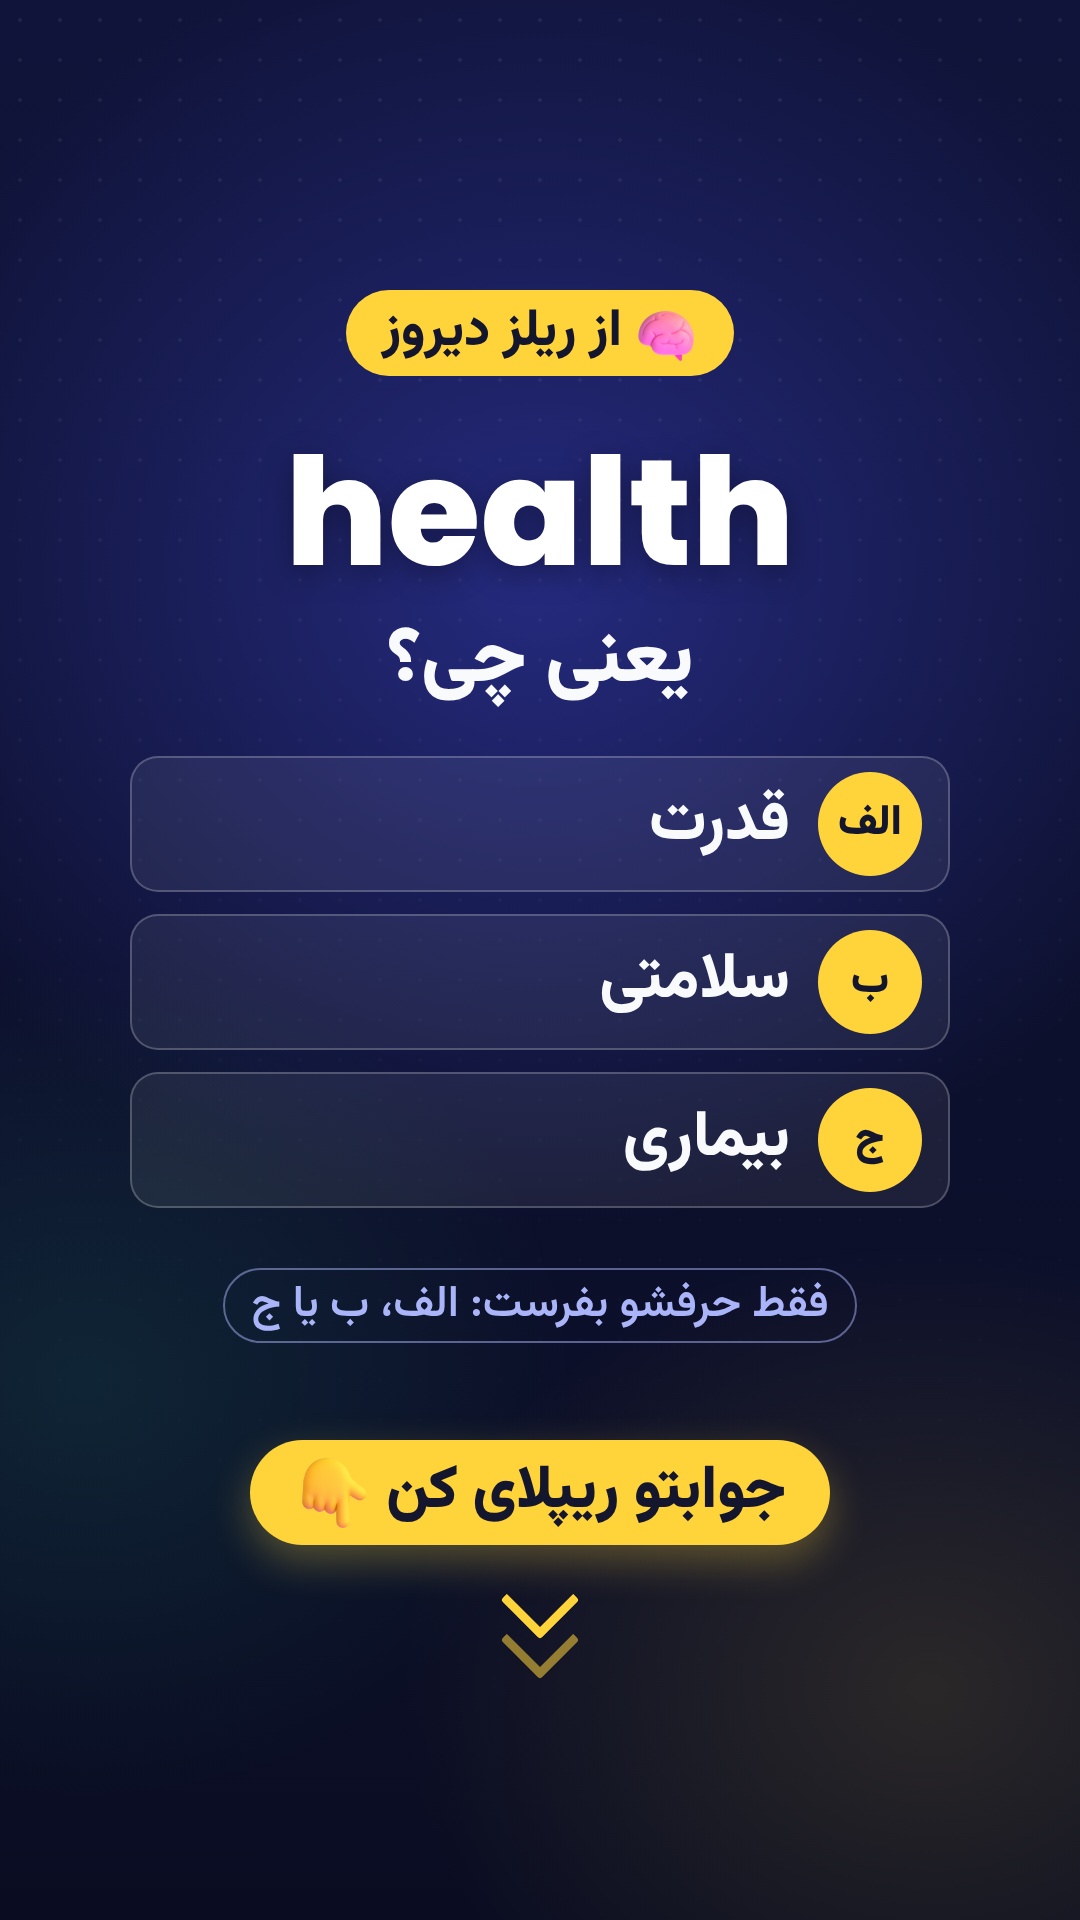 🧠 از ریلز دیروز
health
یعنی چی؟
الف قدرت
ب سلامتی
ج بیماری
فقط حرفشو بفرست: الف، ب یا ج
جوابتو ریپلای کن 👇